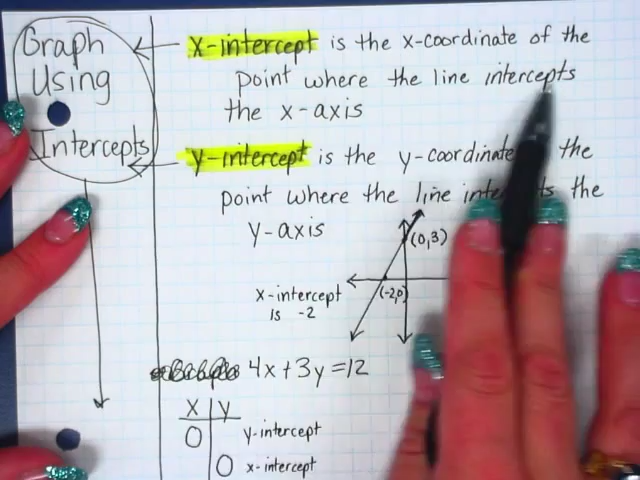 Graph
Using
Intercepts
x-intercept is the x-coordinate of the
point where the line intercepts
the x-axis
y-intercept is the y-coordinate the
point where the line the
y-axis
(0,3)
(-2,0)
x-intercept
is -2
4x+3y=12
x y
0 y-intercept
0 x-intercept